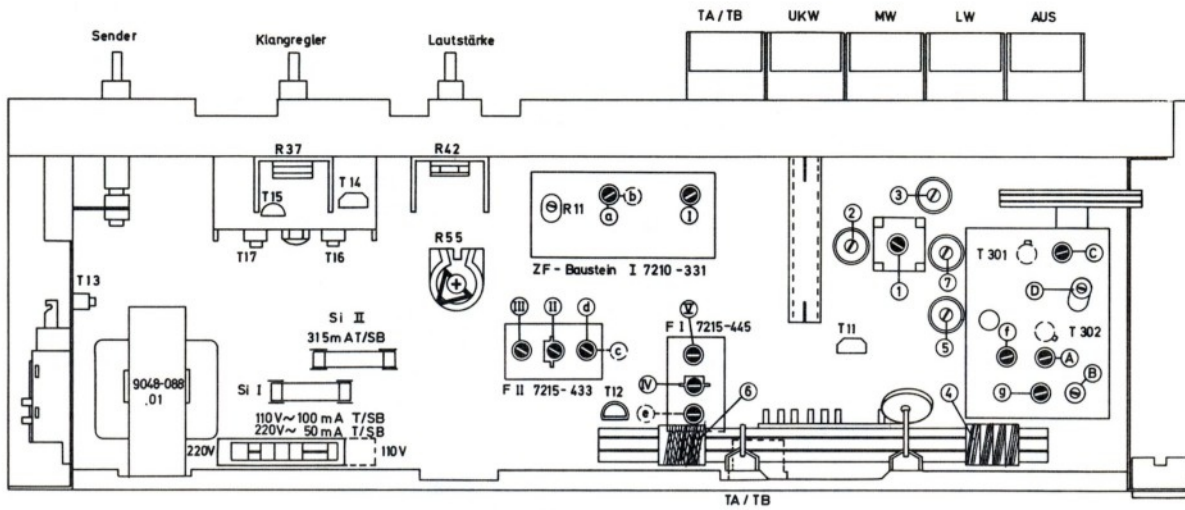 TA / TB UKW MW LW AUS
Sender Klangregler Lautstärke
R37 R42
T15 T14
R11 a b I
3
2
T17 T16
R55
ZF - Baustein I 7210 - 331
1
7
T 301 C
D
T13
Si II
315mA T/SB
III II d
c
F II 7215 - 433
F I 7215 - 445
V
IV
e
6
T11
5
f
T 302
A
B
g
9048-088
.01
Si I
110V~ 100 mA T/SB
220V~ 50 mA T/SB
220V 110V
T12
4
TA / TB